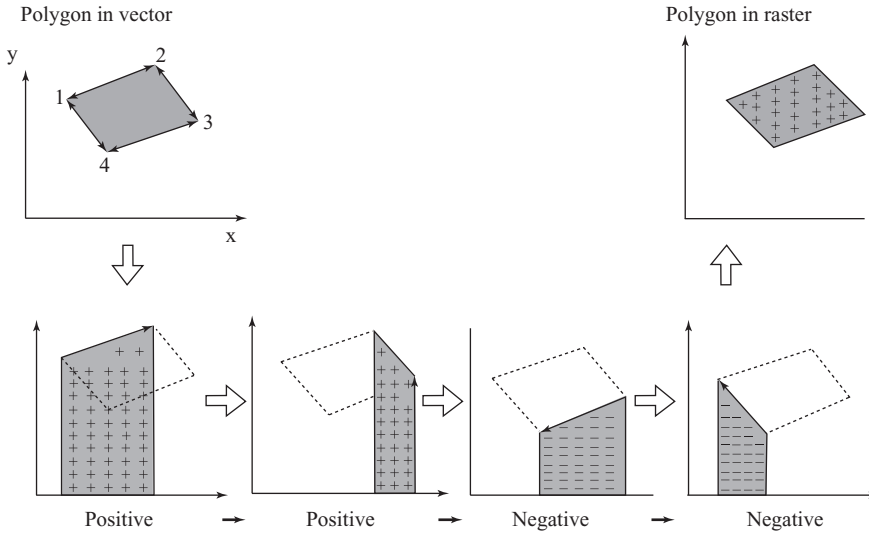 Polygon in vector
Polygon in raster
y
2
1
3
4
x
Positive
Positive
Negative
Negative